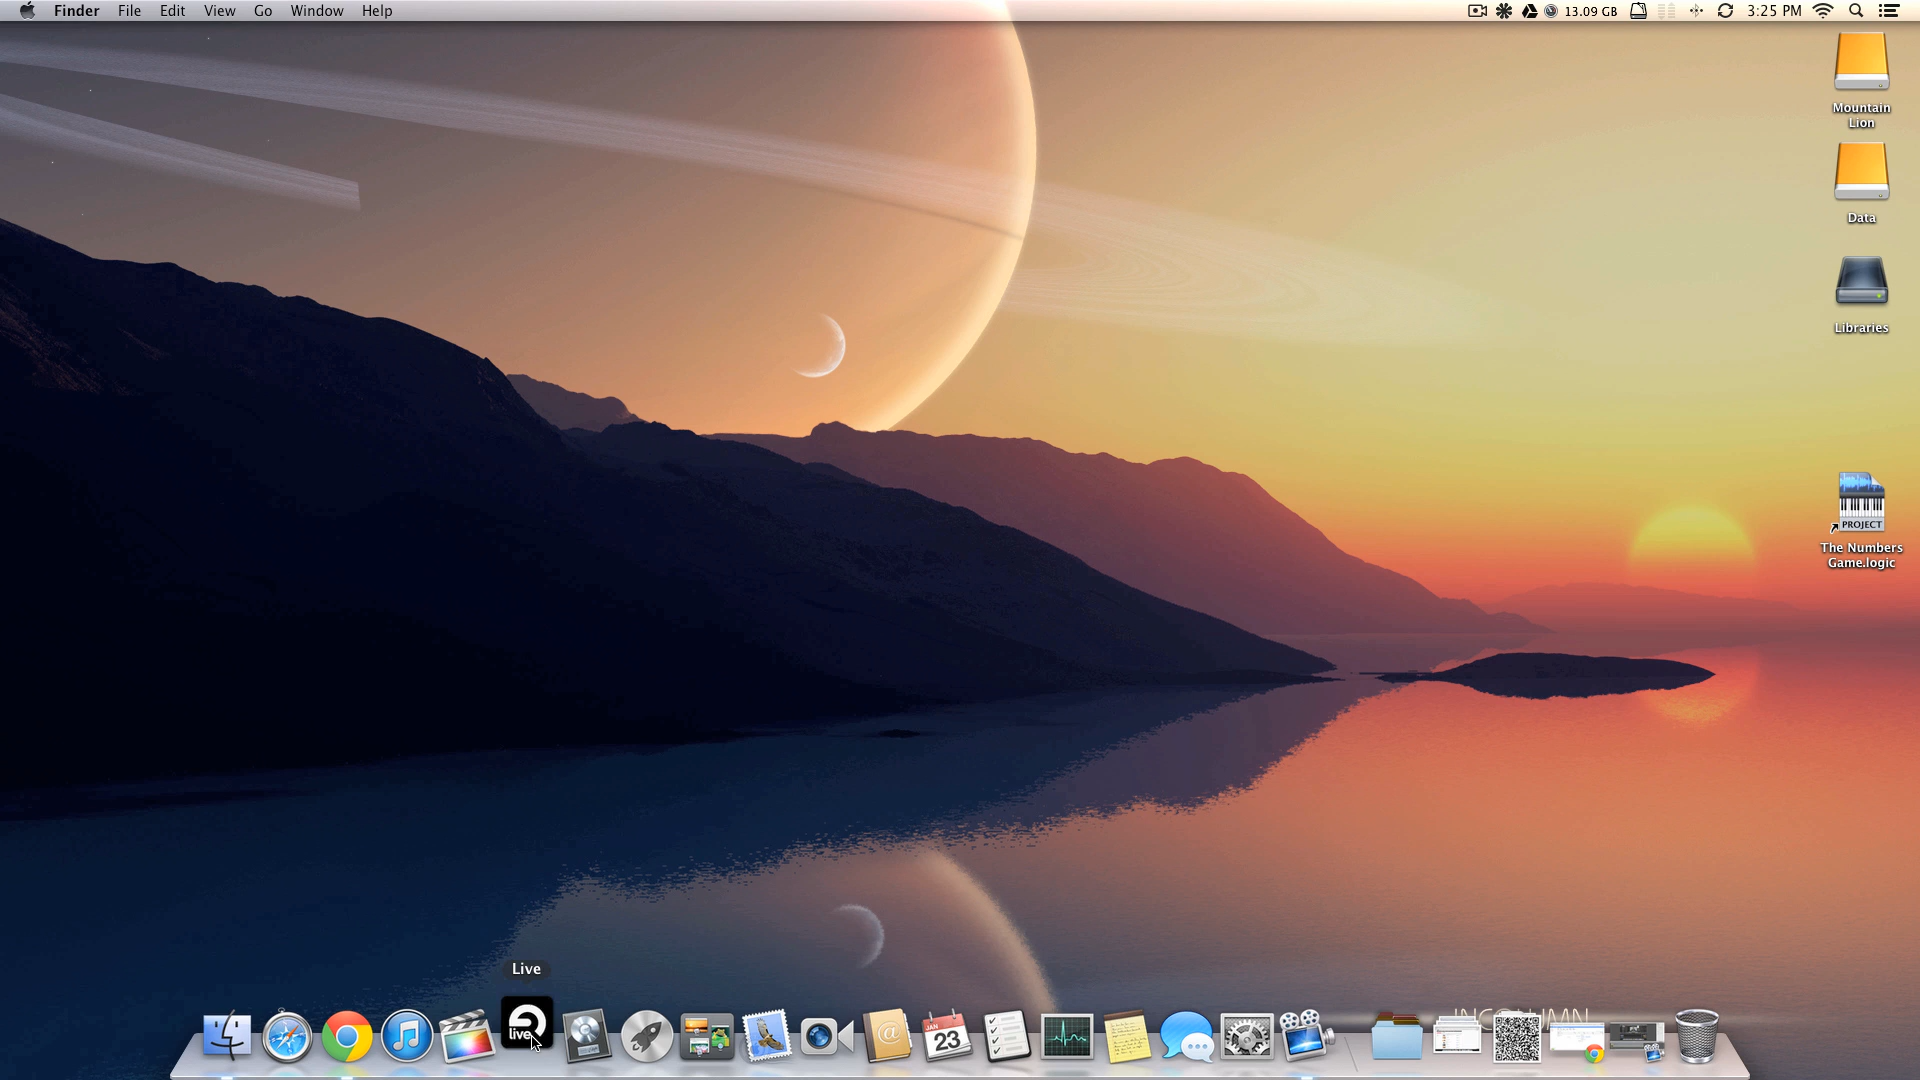 Finder File Edit View Go Window Help
13.09 GB 3:25 PM
Mountain
Lion
Data
Libraries
PROJECT
The Numbers
Game.logic
Live
live
JAN
23